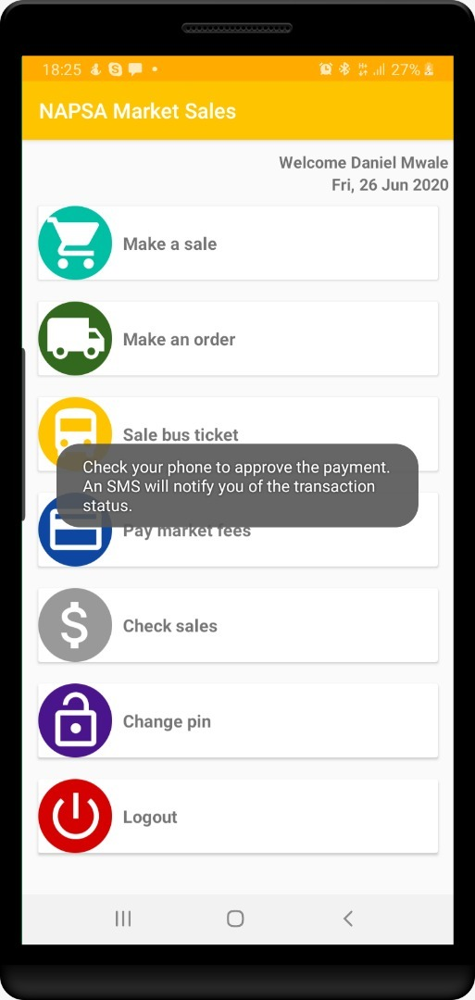 18:25
27%
NAPSA Market Sales
Welcome Daniel Mwale
Fri, 26 Jun 2020
Make a sale
Make an order
Sale bus ticket
Check your phone to approve the payment.
An SMS will notify you of the transaction
status.
Pay market fees
Check sales
Change pin
Logout